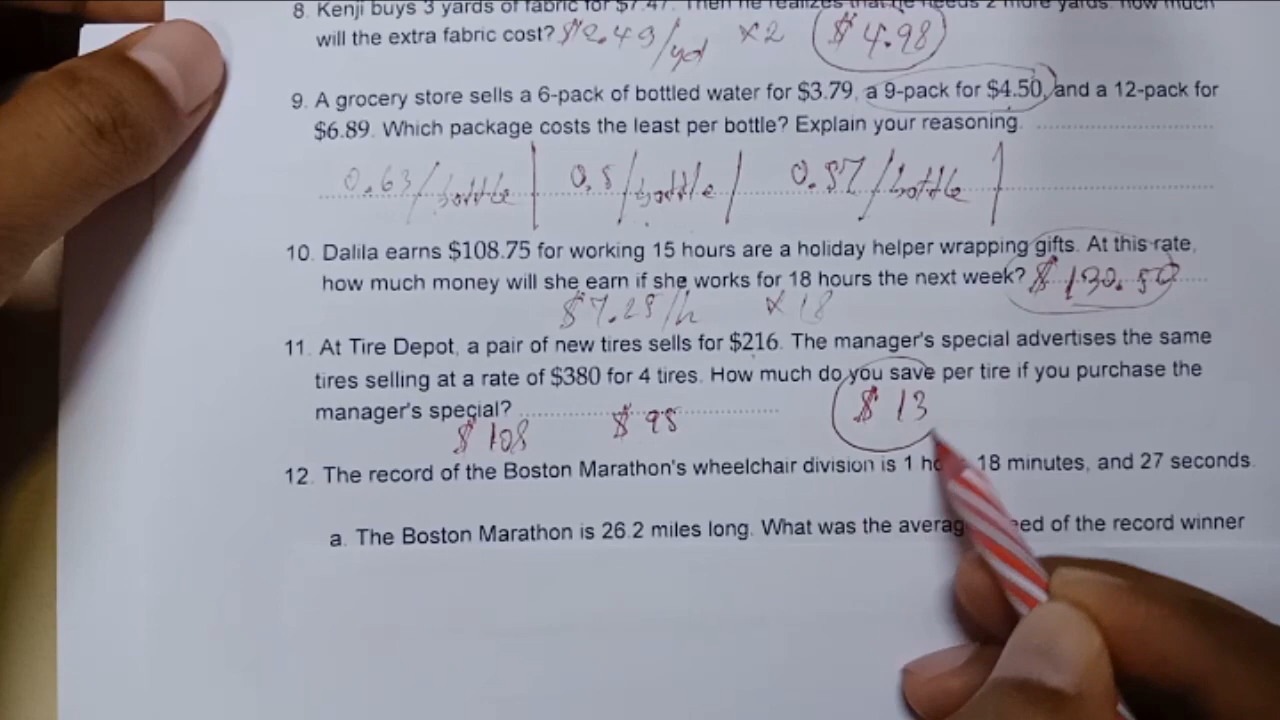 8. Kenji buys 3 yards of fabric for $7.47. Then he realizes that he needs 2 more yards. How much
will the extra fabric cost? $2.49/yd ×2 $4.98
9. A grocery store sells a 6-pack of bottled water for $3.79, a 9-pack for $4.50, and a 12-pack for
$6.89. Which package costs the least per bottle? Explain your reasoning.
0.63/bottle | 0.5/bottle | 0.57/bottle |
10. Dalila earns $108.75 for working 15 hours are a holiday helper wrapping gifts. At this rate,
how much money will she earn if she works for 18 hours the next week? $130.50
$7.25/h ×18
11. At Tire Depot, a pair of new tires sells for $216. The manager's special advertises the same
tires selling at a rate of $380 for 4 tires. How much do you save per tire if you purchase the
manager's special? $13
$108 $95
12. The record of the Boston Marathon's wheelchair division is 1 18 minutes, and 27 seconds.
a. The Boston Marathon is 26.2 miles long. What was the of the record winner